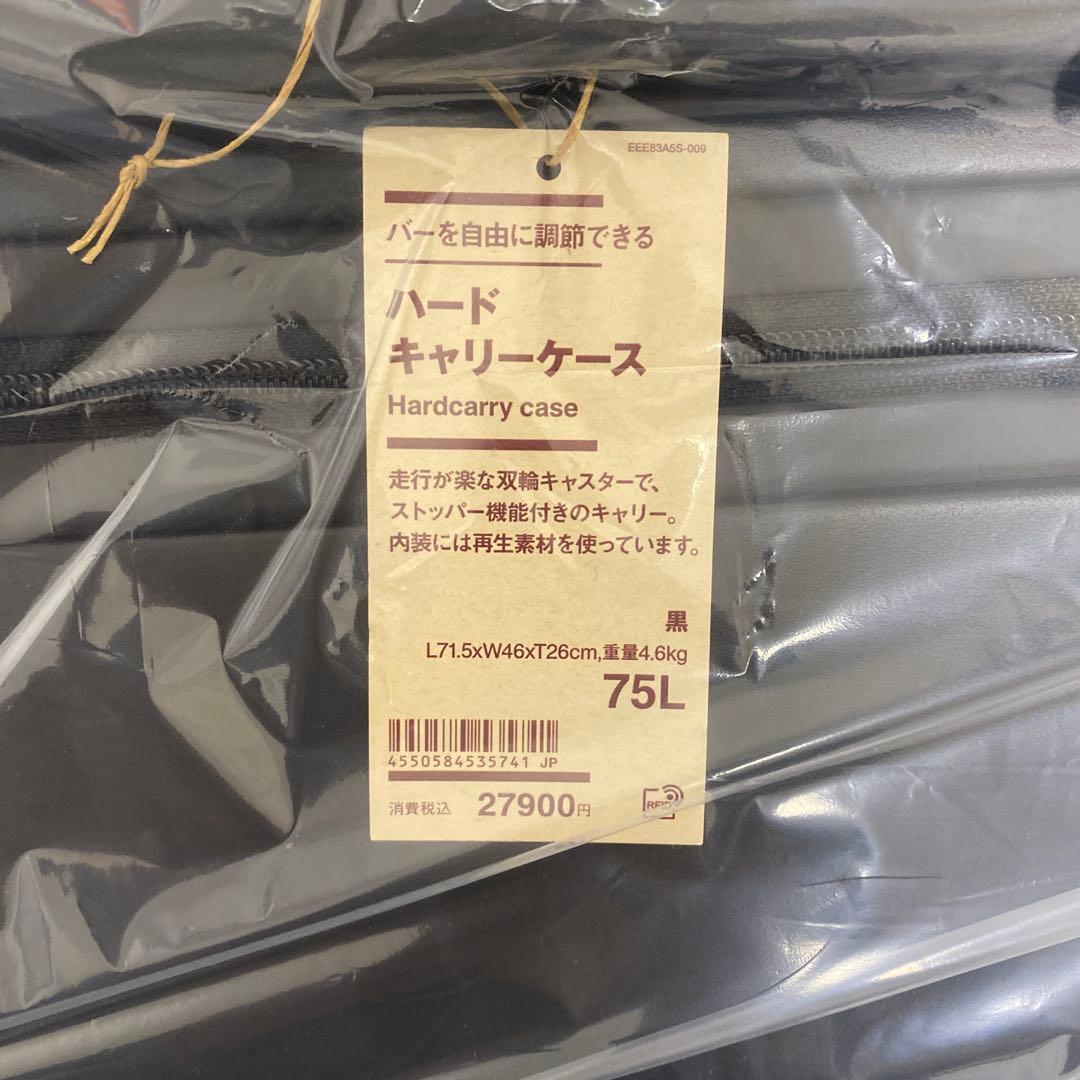 EEE83A5S-009
バーを自由に調節できる
ハード
キャリーケース
Hardcarry case
走行が楽な双輪キャスターで、
ストッパー機能付きのキャリー。
内装には再生素材を使っています。
黒
L71.5xW46xT26cm,重量4.6kg
75L
4550584535741 JP
消費税込 27900円
RFID